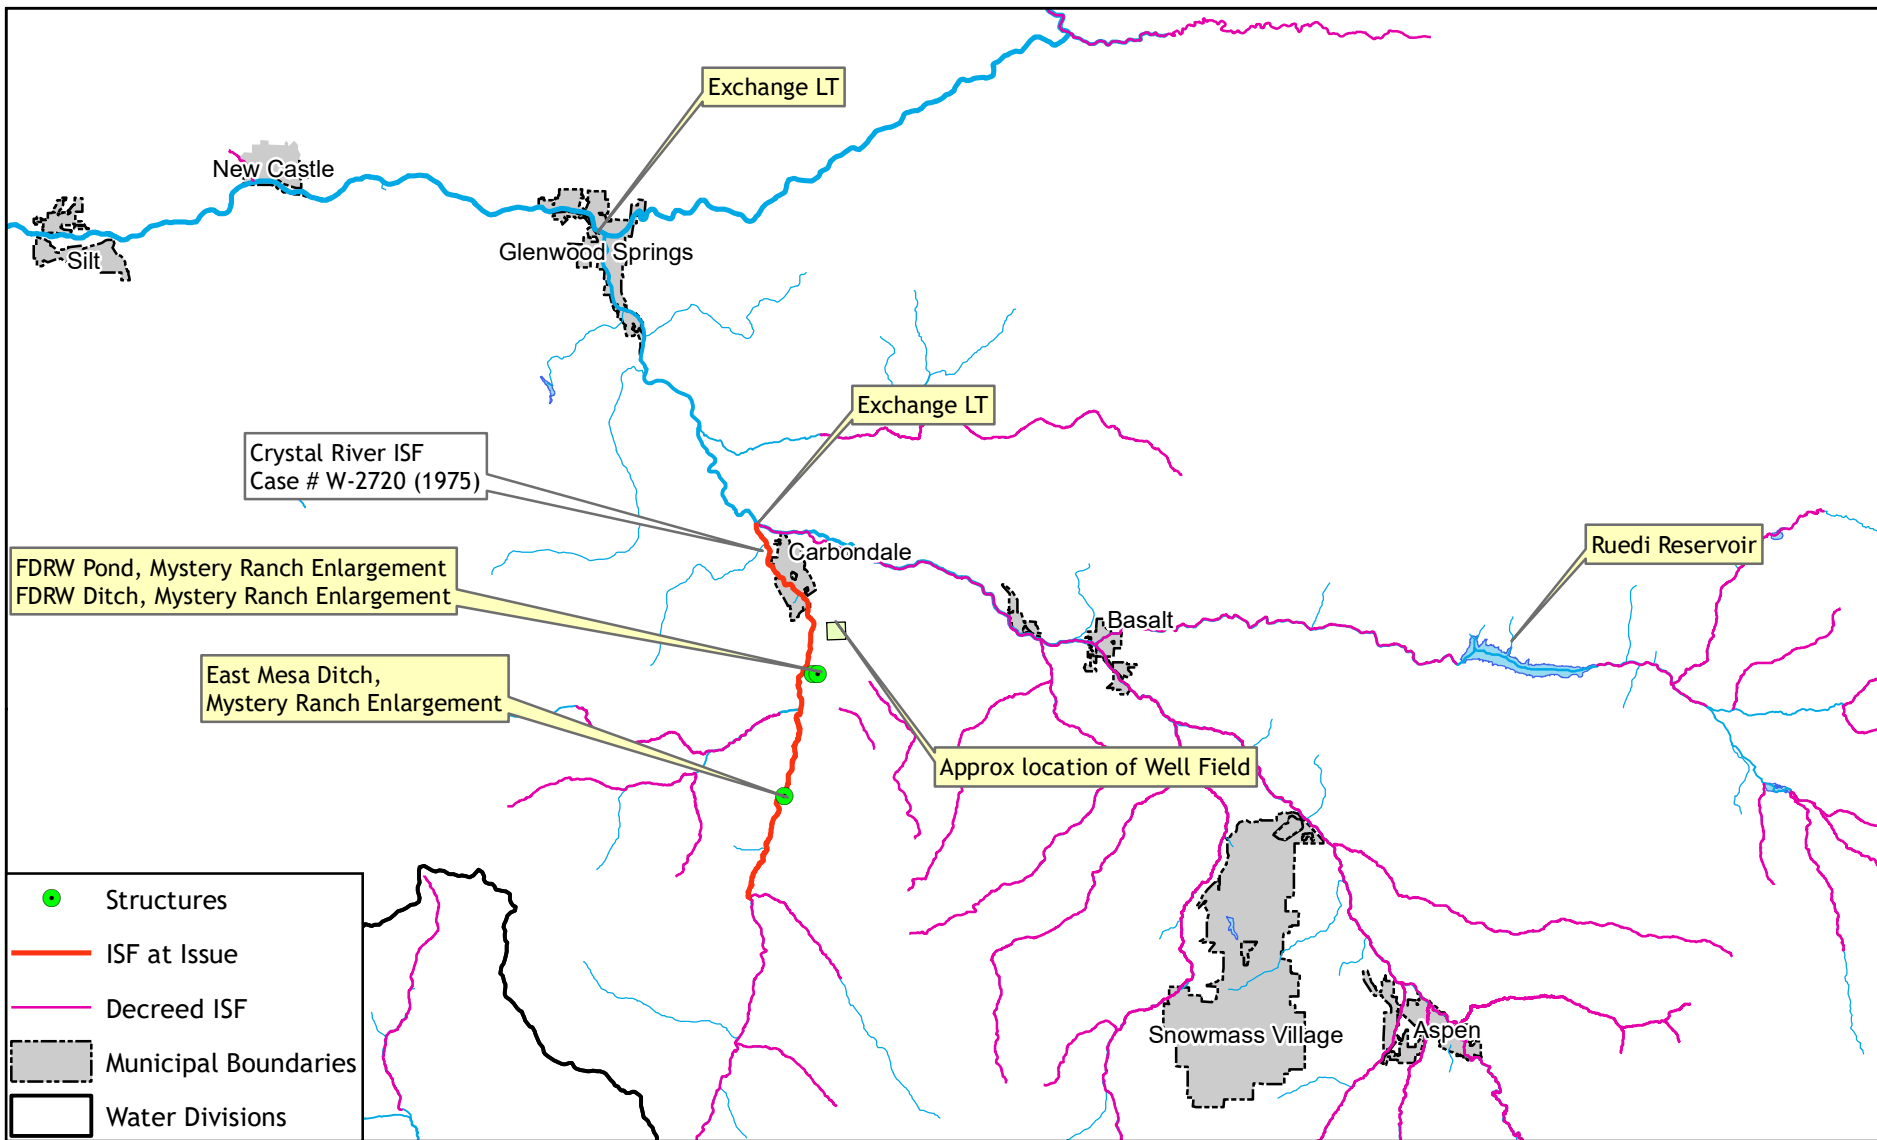 Exchange LT
New Castle
Glenwood Springs
Silt
Exchange LT
Crystal River ISF
Case # W-2720 (1975)
Carbondale
Ruedi Reservoir
FDRW Pond, Mystery Ranch Enlargement
FDRW Ditch, Mystery Ranch Enlargement
Basalt
East Mesa Ditch,
Mystery Ranch Enlargement
Approx location of Well Field
Snowmass Village
Aspen
Structures
ISF at Issue
Decreed ISF
Municipal Boundaries
Water Divisions